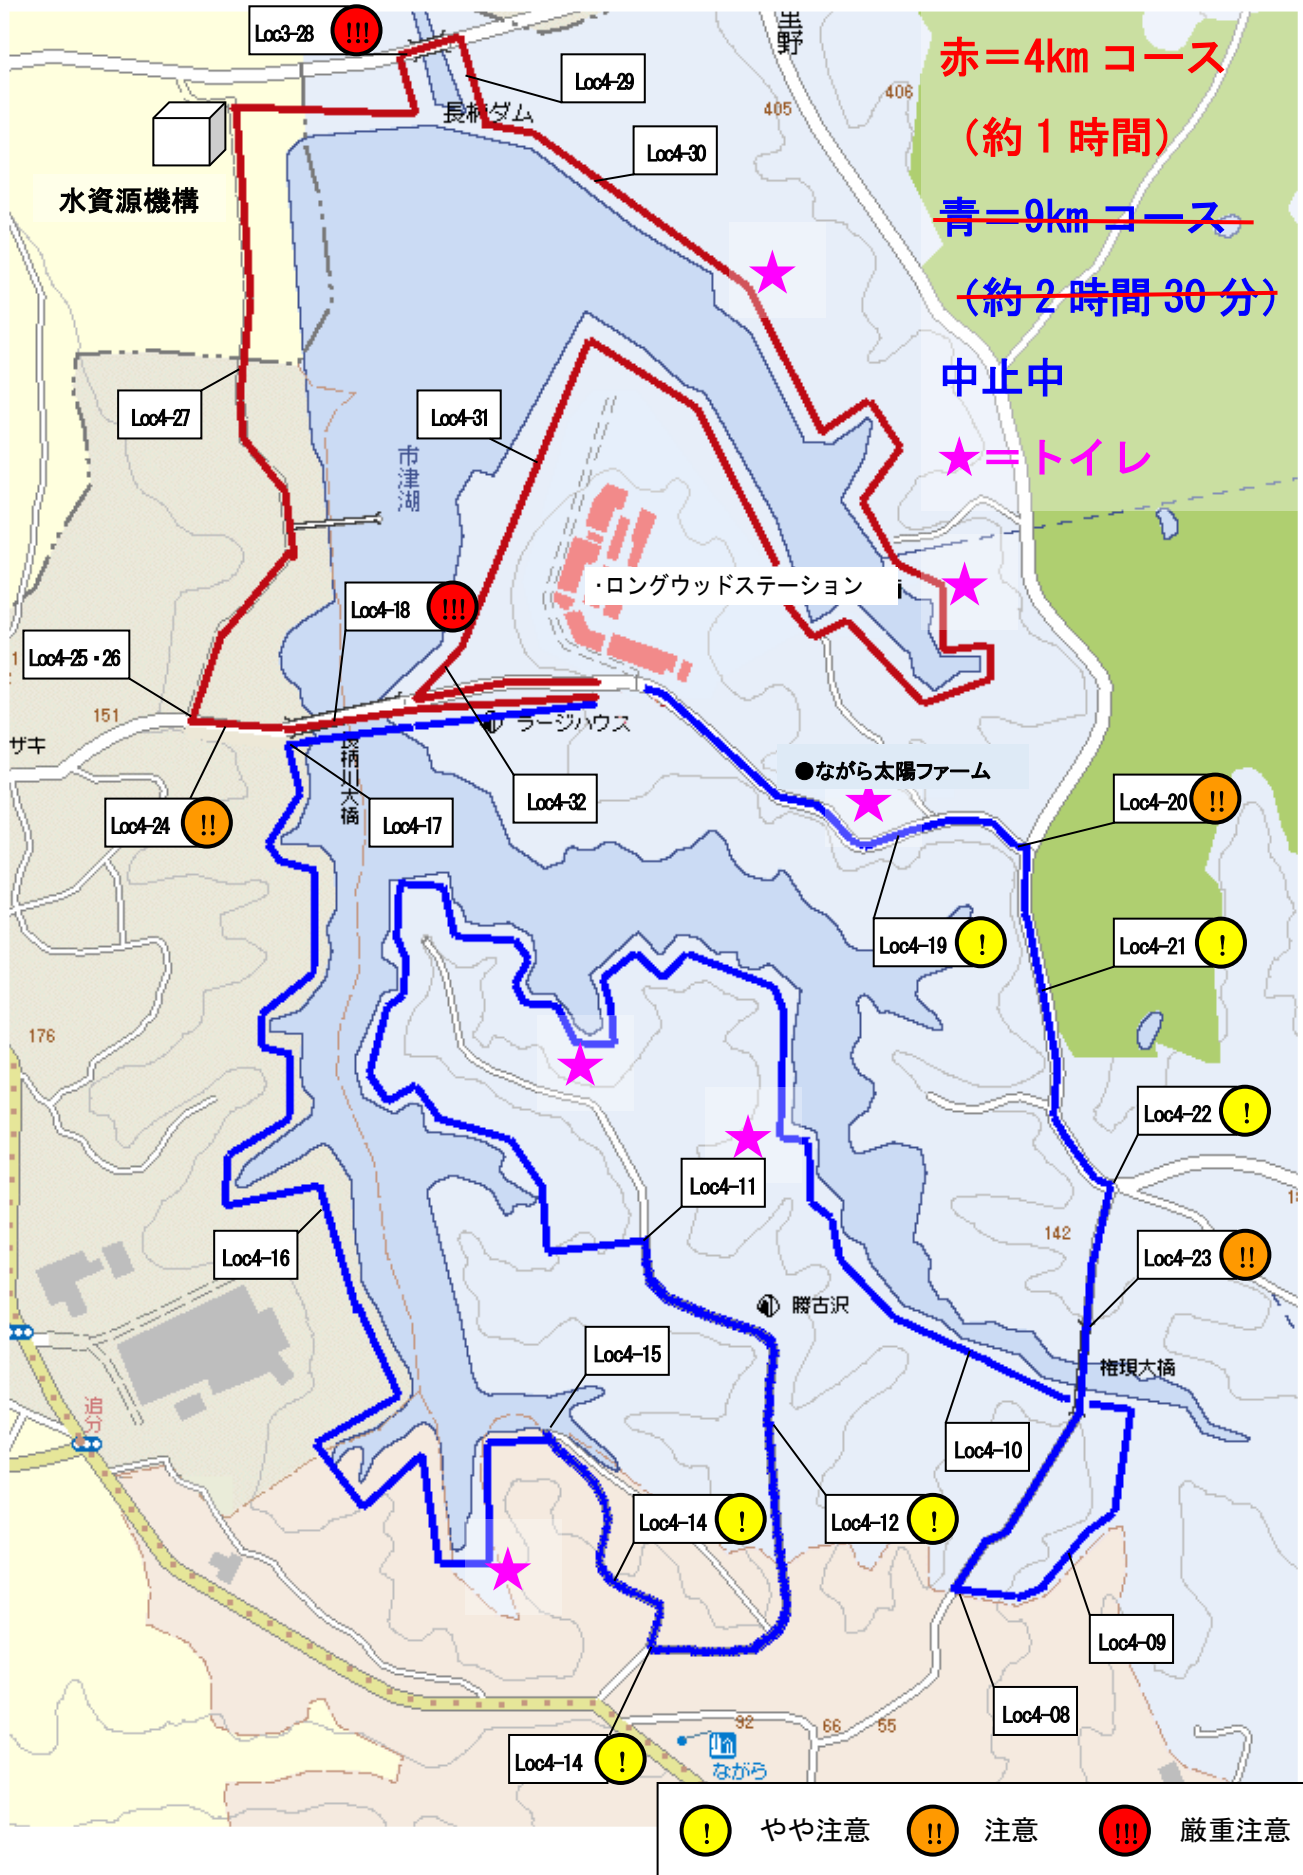 Loc3-28
!!!
里野
赤＝4km コース
（約 1 時間）
青＝9km コース
（約 2 時間 30 分）
中止中
★＝トイレ
Loc4-29
405
406
長柄ダム
Loc4-30
水資源機構
Loc4-27
Loc4-31
市津湖
・ロングウッドステーション
Loc4-18
!!!
Loc4-25・26
151
ザキ
ラージハウス
長柄川大橋
●ながら太陽ファーム
Loc4-24
!!
Loc4-17
Loc4-32
Loc4-20
!!
Loc4-19
!
Loc4-21
!
176
Loc4-22
!
Loc4-11
142
Loc4-16
Loc4-23
!!
勝古沢
Loc4-15
権現大橋
追分
Loc4-10
Loc4-14
!
Loc4-12
!
Loc4-09
Loc4-08
92
66
55
Loc4-14
!
ながら
!
やや注意
!!
注意
!!!
厳重注意